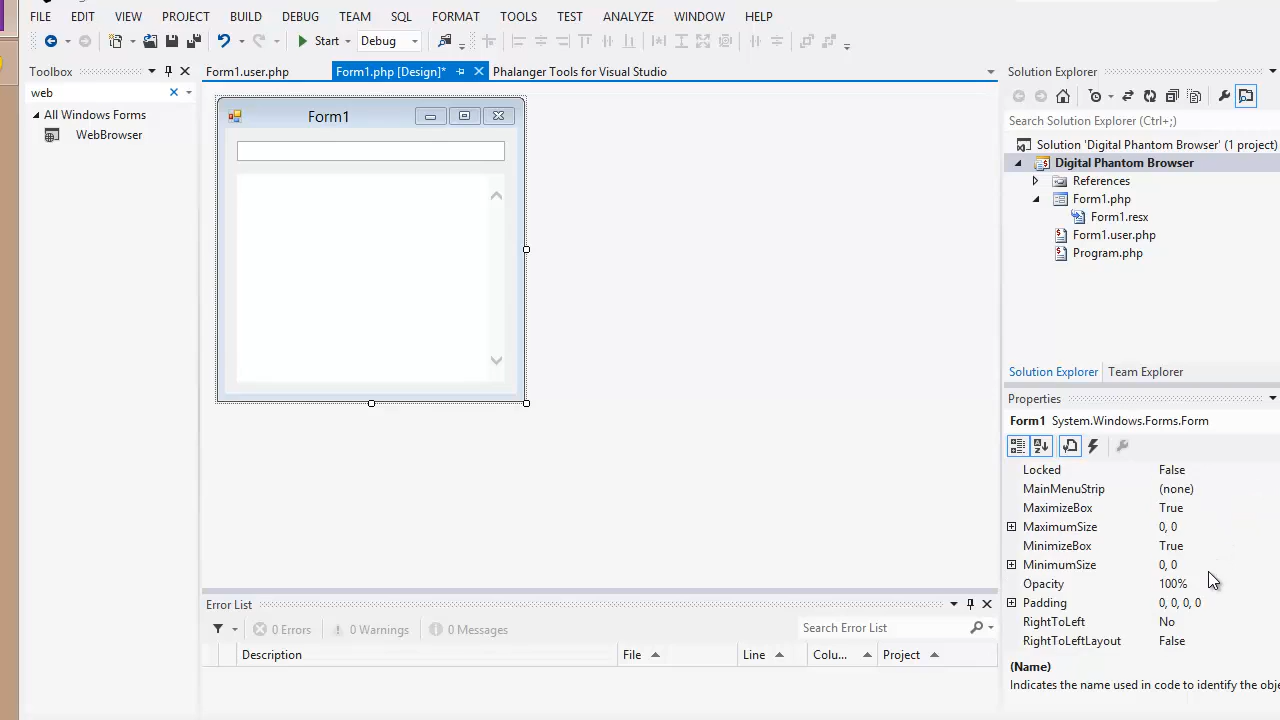 FILE EDIT VIEW PROJECT BUILD DEBUG TEAM SQL FORMAT TOOLS TEST ANALYZE WINDOW HELP
Start Debug
Toolbox
web
All Windows Forms
WebBrowser
Form1.user.php Form1.php [Design]* Phalanger Tools for Visual Studio
Form1
Error List
0 Errors 0 Warnings 0 Messages Search Error List
Description File Line Colu... Project
Solution Explorer
Search Solution Explorer (Ctrl+;)
Solution 'Digital Phantom Browser' (1 project)
Digital Phantom Browser
References
Form1.php
Form1.resx
Form1.user.php
Program.php
Solution Explorer Team Explorer
Properties
Form1 System.Windows.Forms.Form
Locked False
MainMenuStrip (none)
MaximizeBox True
MaximumSize 0, 0
MinimizeBox True
MinimumSize 0, 0
Opacity 100%
Padding 0, 0, 0, 0
RightToLeft No
RightToLeftLayout False
(Name)
Indicates the name used in code to identify the obje